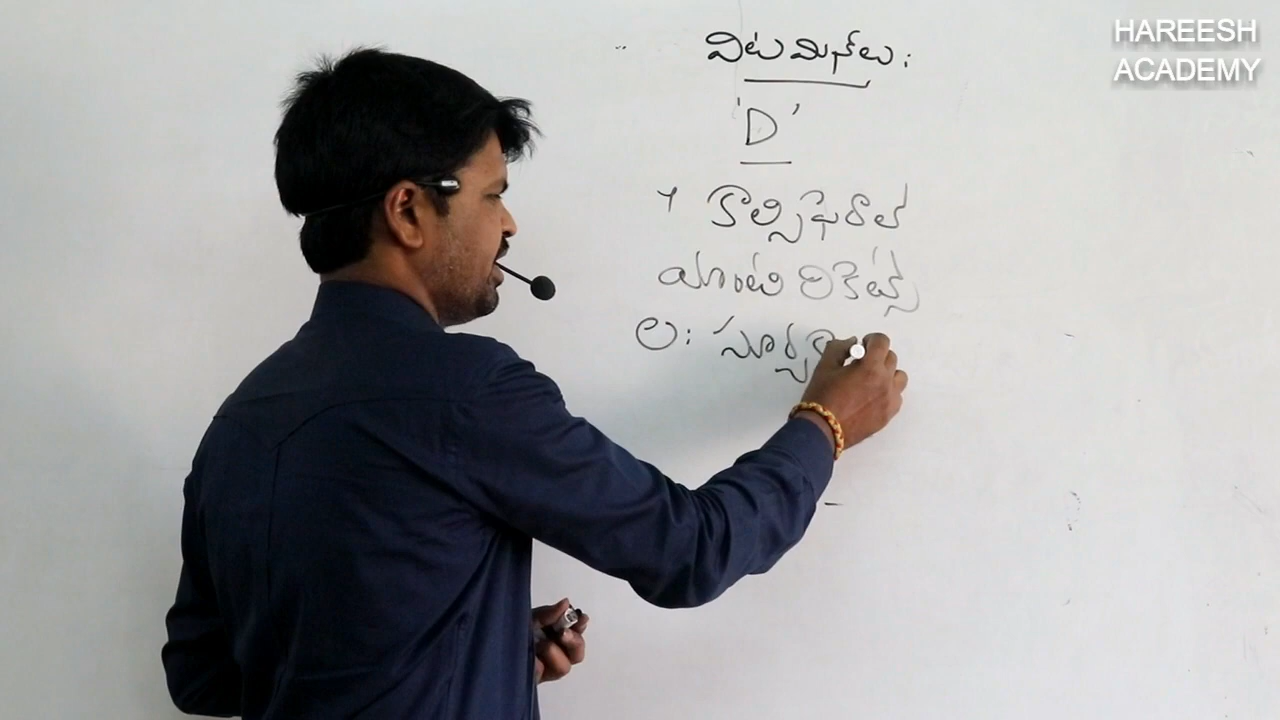 HAREESH
ACADEMY
విటమిన్‌లు :
'D'
కాల్సిఫెరాల్
యాంటి రికెట్స్
ల: సూర్య